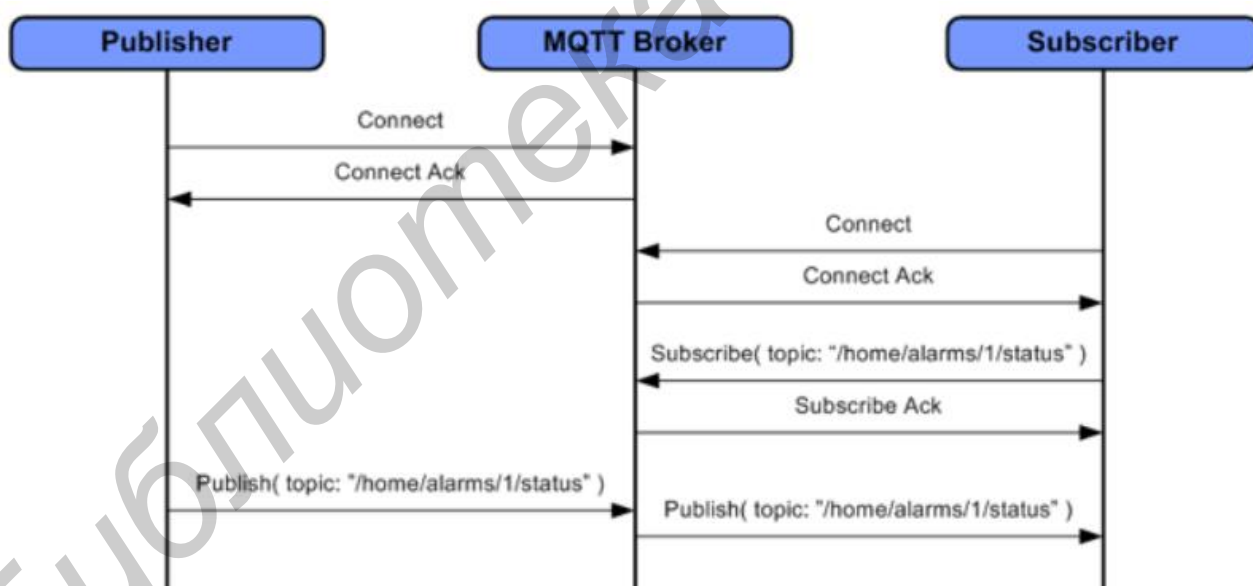 Publisher
MQTT Broker
Subscriber
Connect
Connect Ack
Connect
Connect Ack
Subscribe( topic: “/home/alarms/1/status” )
Subscribe Ack
Publish( topic: "/home/alarms/1/status" )
Publish( topic: "/home/alarms/1/status" )
библиотека